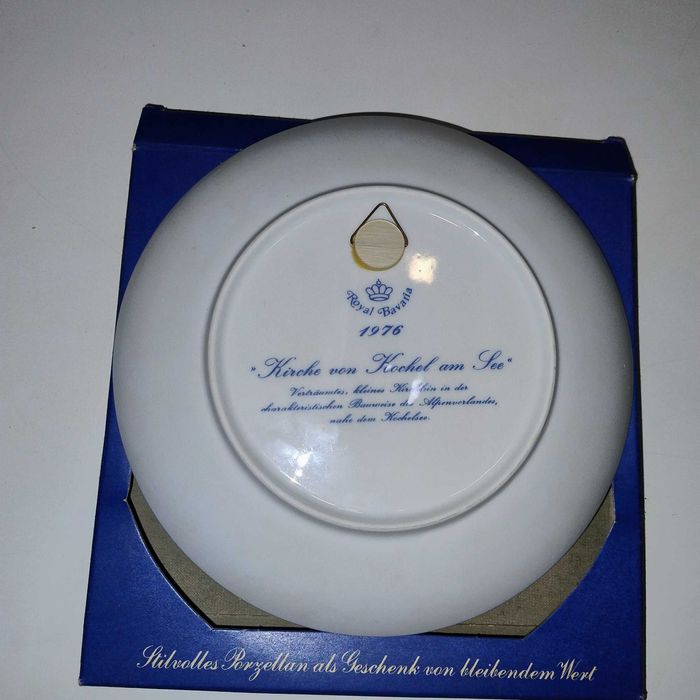 Royal Bavaria
1976
»Kirche von Kochel am See«
Verträumtes, kleines Kirchlein in der
charakteristischen Bauweise des Alpenvorlandes,
nahe dem Kochelsee.
Stilvolles Porzellan als Geschenk von bleibendem Wert